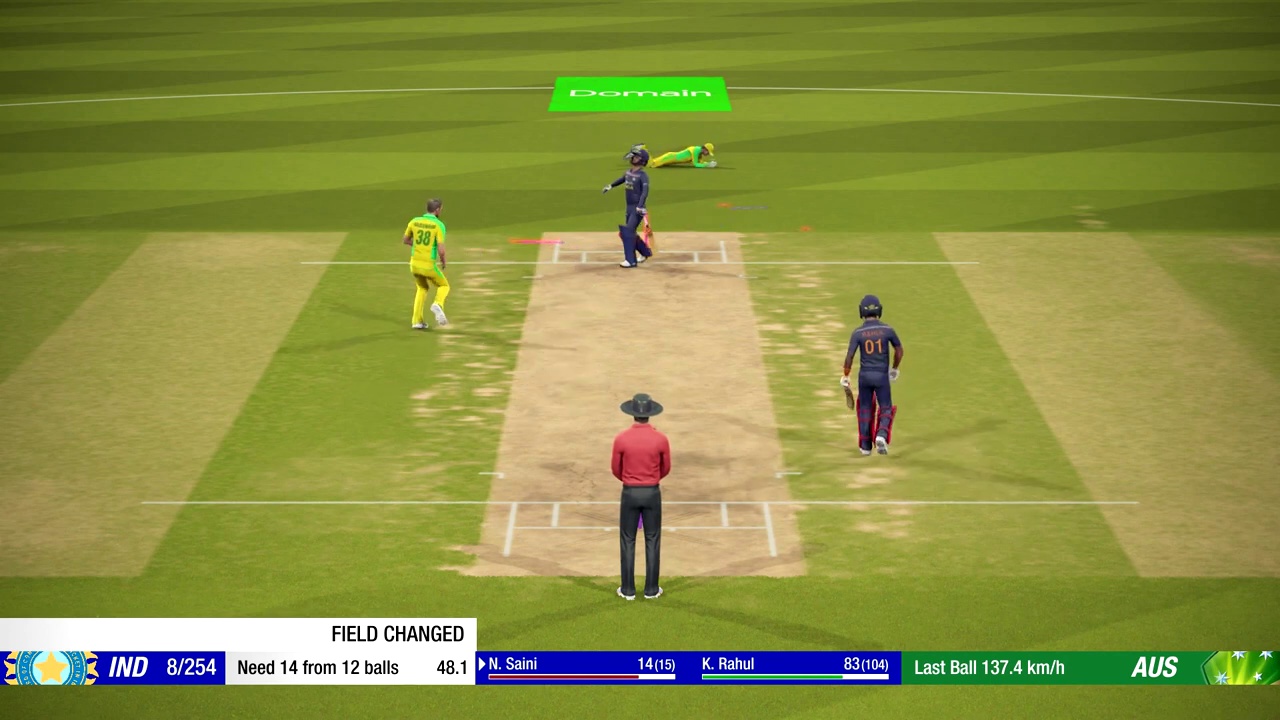 Domain
38
01
FIELD CHANGED
IND 8/254 Need 14 from 12 balls 48.1 N. Saini 14(15) K. Rahul 83(104) Last Ball 137.4 km/h AUS